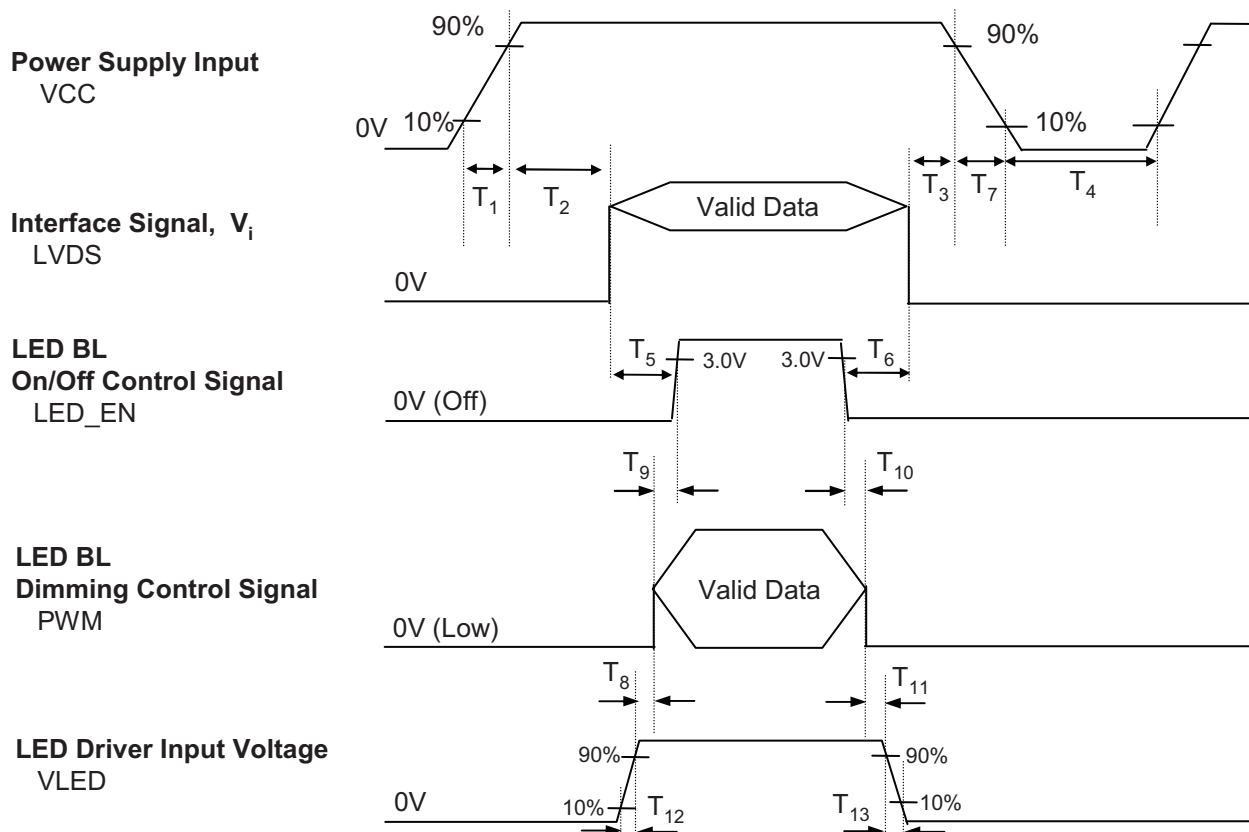 90%
90%
Power Supply Input
VCC
0V
10%
10%
T1
T2
T3
T7
T4
Interface Signal, Vi
LVDS
Valid Data
0V
LED BL
On/Off Control Signal
LED_EN
T5
3.0V
3.0V
T6
0V (Off)
T9
T10
LED BL
Dimming Control Signal
PWM
Valid Data
0V (Low)
T8
T11
LED Driver Input Voltage
VLED
90%
90%
0V
10%
T12
T13
10%